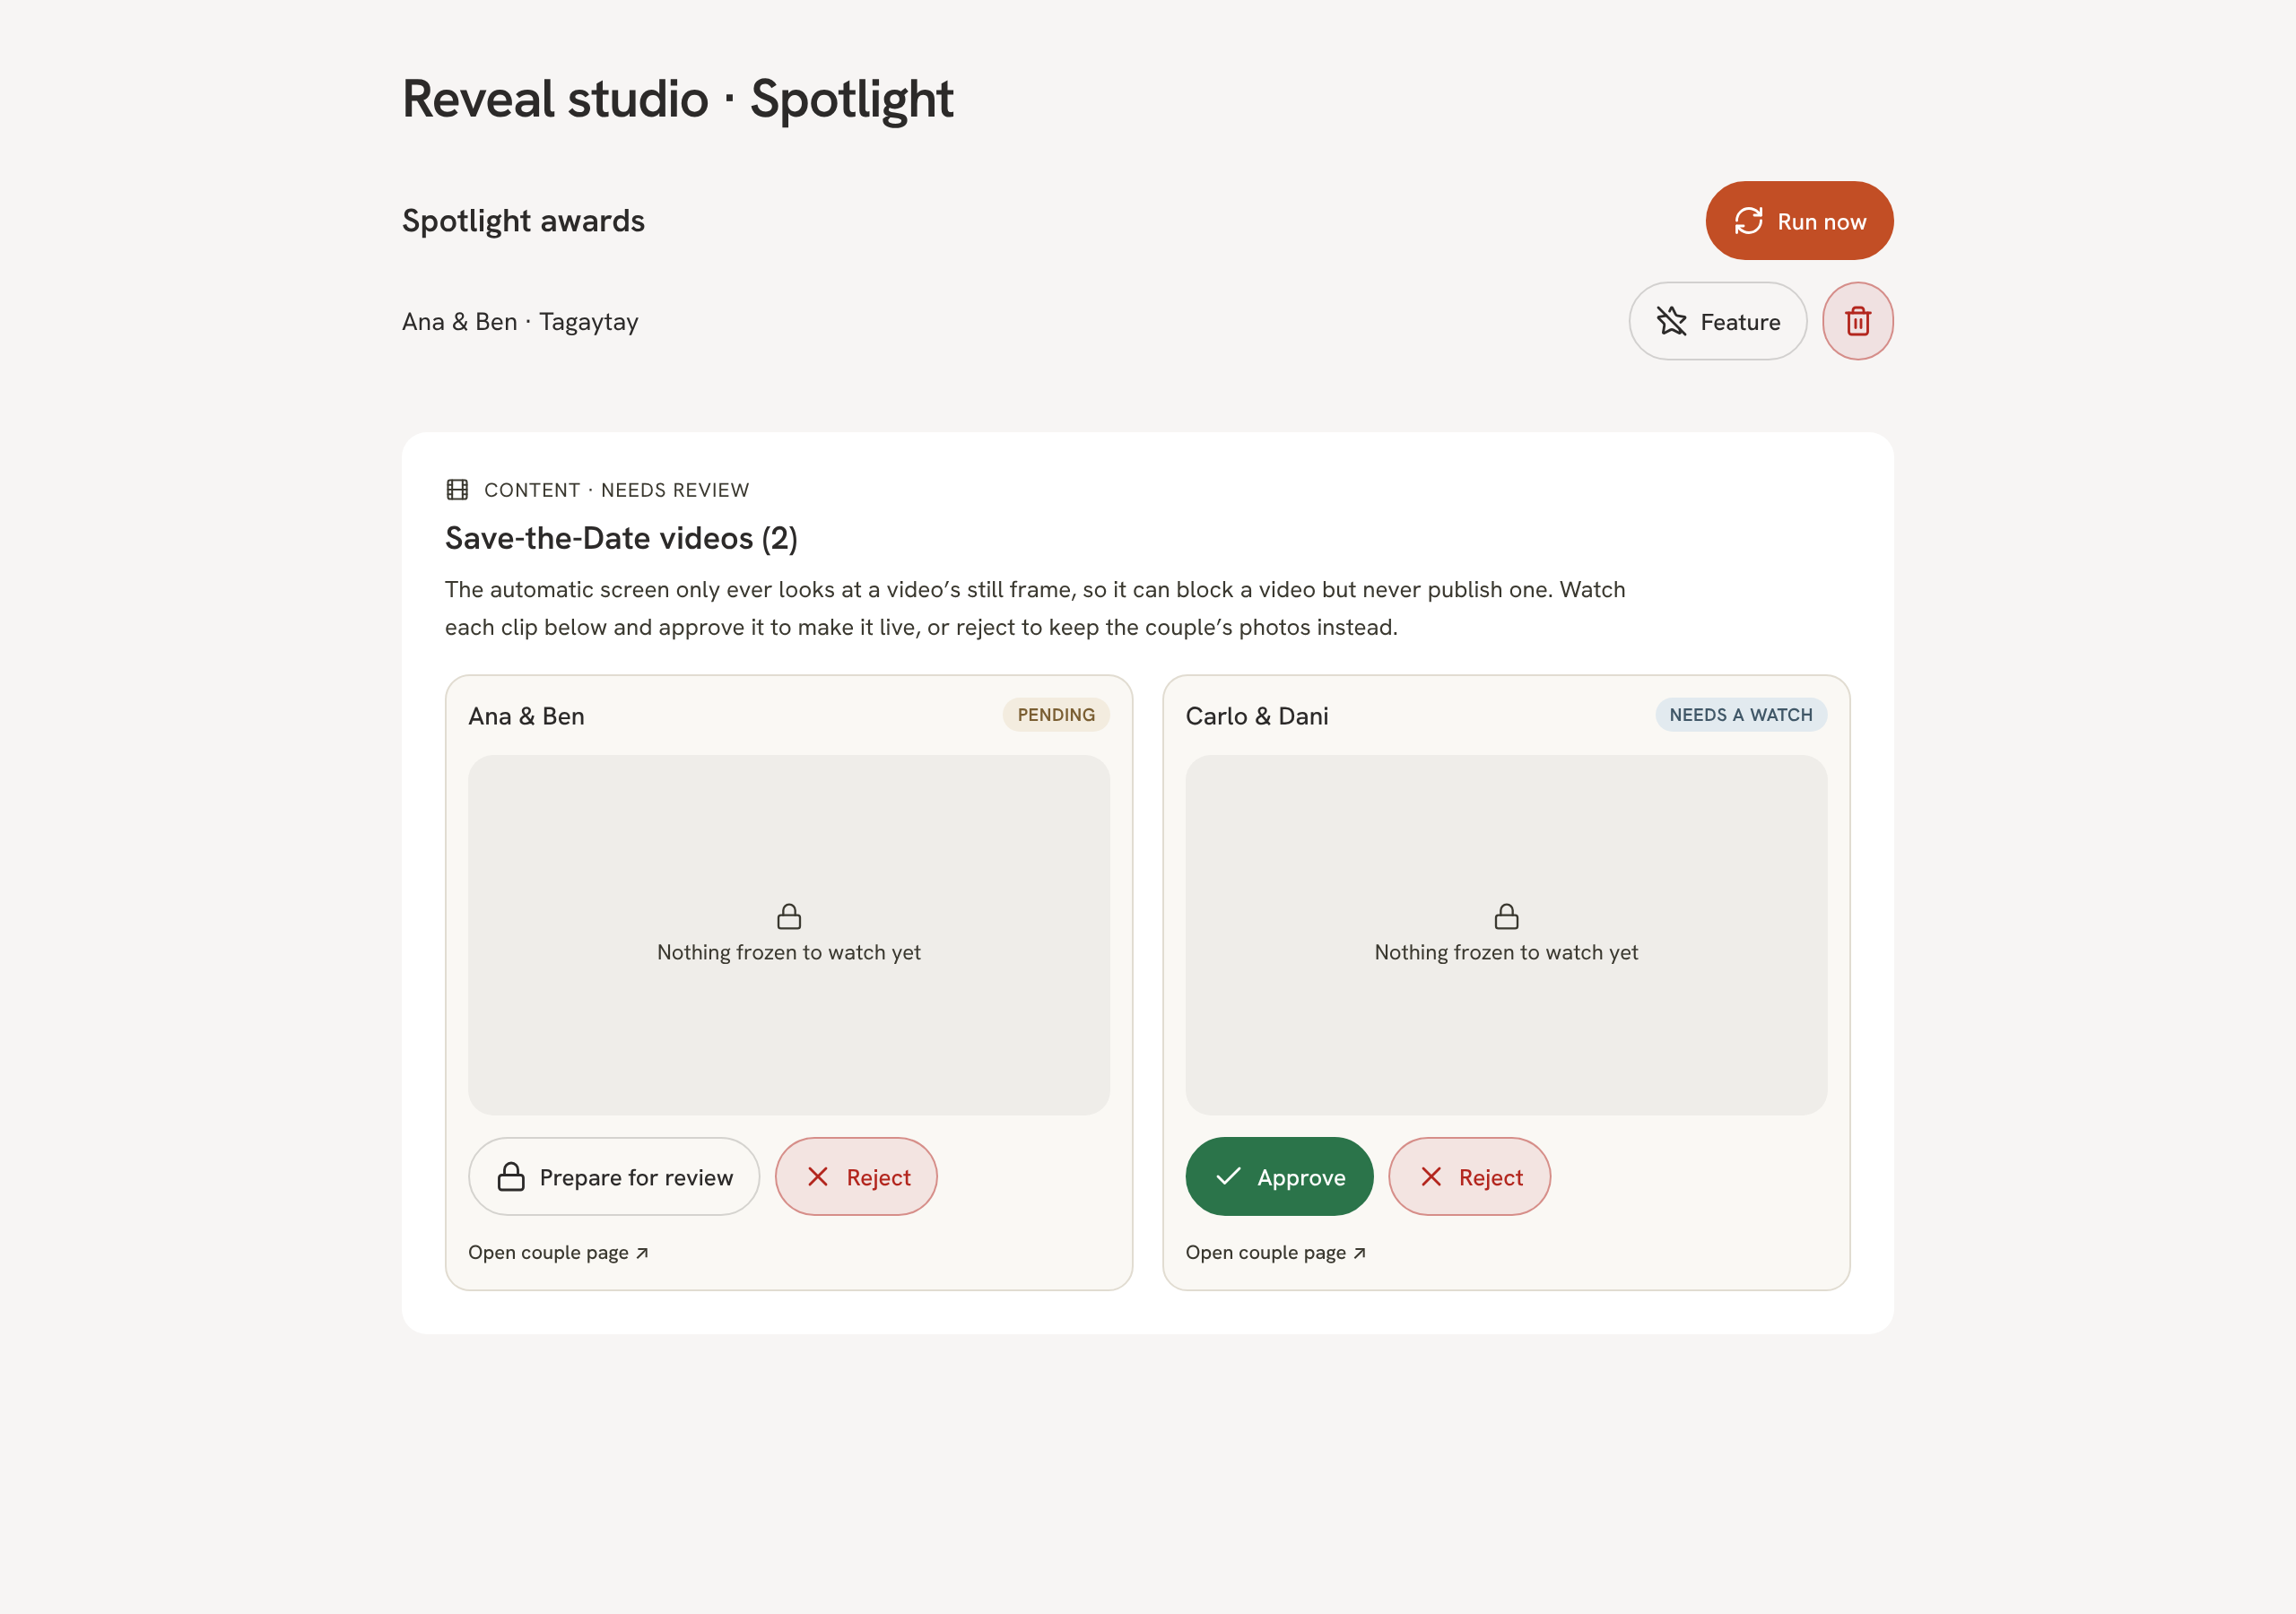 Reveal studio · Spotlight
Spotlight awards
Run now
Ana & Ben · Tagaytay
Feature
CONTENT · NEEDS REVIEW
Save-the-Date videos (2)
The automatic screen only ever looks at a video’s still frame, so it can block a video but never publish one. Watch
each clip below and approve it to make it live, or reject to keep the couple’s photos instead.
Ana & Ben
PENDING
Nothing frozen to watch yet
Prepare for review
Reject
Open couple page ↗
Carlo & Dani
NEEDS A WATCH
Nothing frozen to watch yet
Approve
Reject
Open couple page ↗